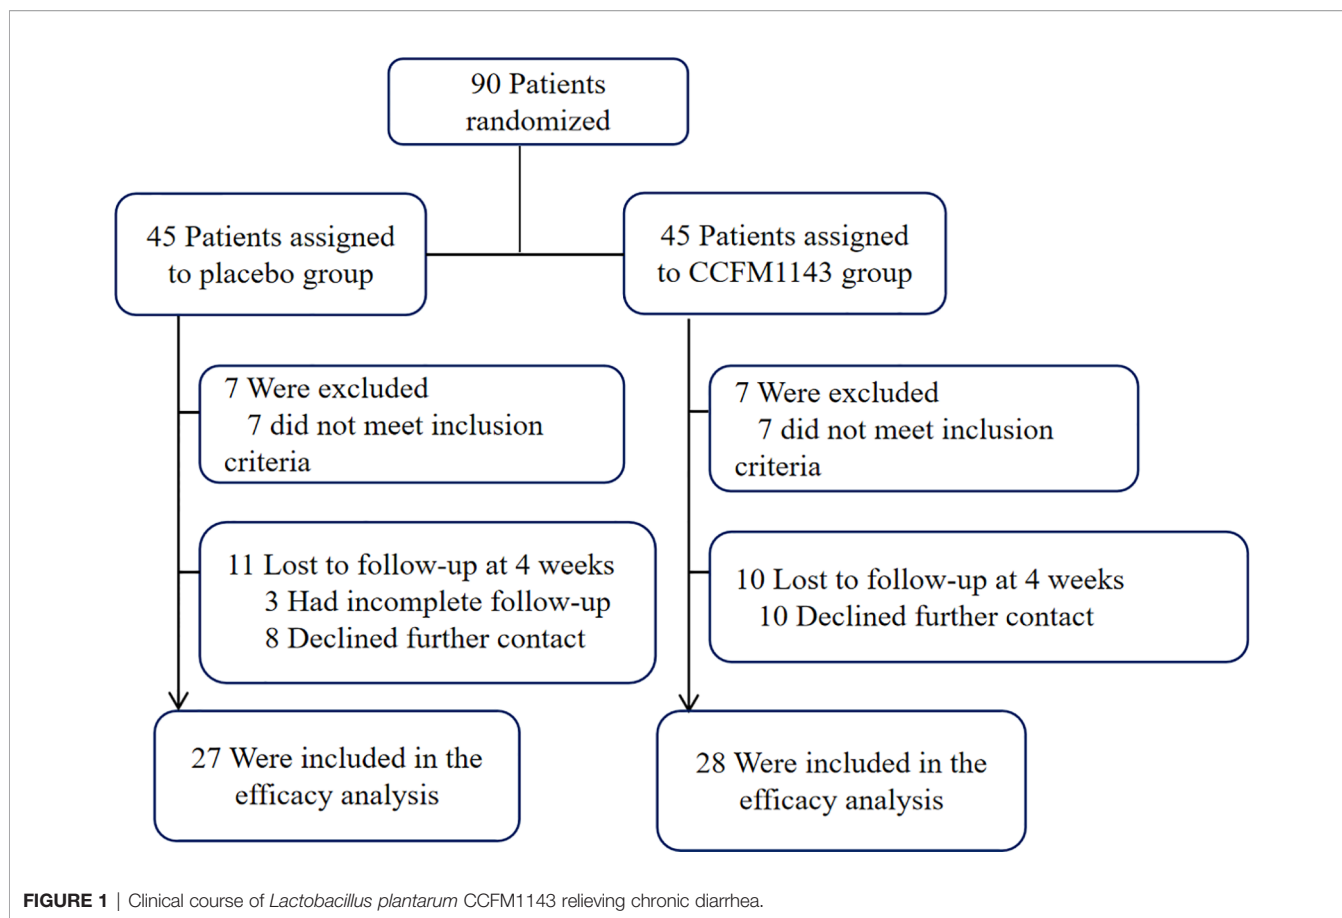 90 Patients
randomized
45 Patients assigned
to placebo group
45 Patients assigned
to CCFM1143 group
7 Were excluded
7 did not meet inclusion
criteria
7 Were excluded
7 did not meet inclusion
criteria
11 Lost to follow-up at 4 weeks
3 Had incomplete follow-up
8 Declined further contact
10 Lost to follow-up at 4 weeks
10 Declined further contact
27 Were included in the
efficacy analysis
28 Were included in the
efficacy analysis
FIGURE 1 | Clinical course of Lactobacillus plantarum CCFM1143 relieving chronic diarrhea.